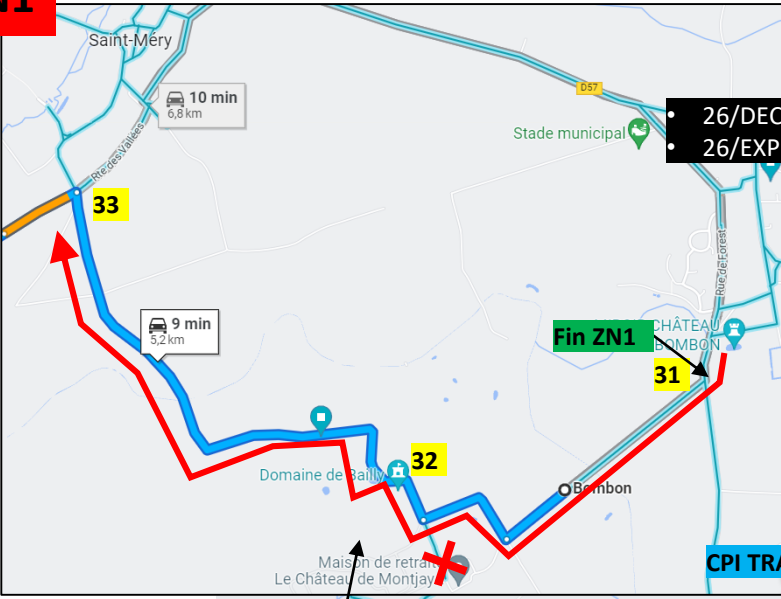 N1
Saint-Méry
10 min
6,8 km
D57
Stade municipal
• 26/DEC
• 26/EXP
Rte des Vallées
33
Rue de Forest
9 min
5,2 km
Fin ZN1
CHÂTEAU
BOMBON
31
32
Domaine de Bailly
Bombon
Maison de retrait
Le Château de Montjay
CPI TRA